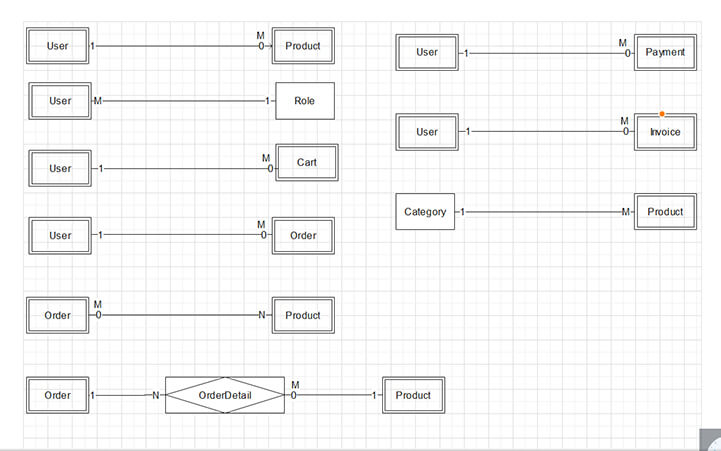 User 1 M 0 Product
User M 1 Role
User 1 M 0 Cart
User 1 M 0 Order
Order M 0 N Product
Order 1 N OrderDetail M 0 1 Product
User 1 M 0 Payment
User 1 M 0 Invoice
Category 1 M Product